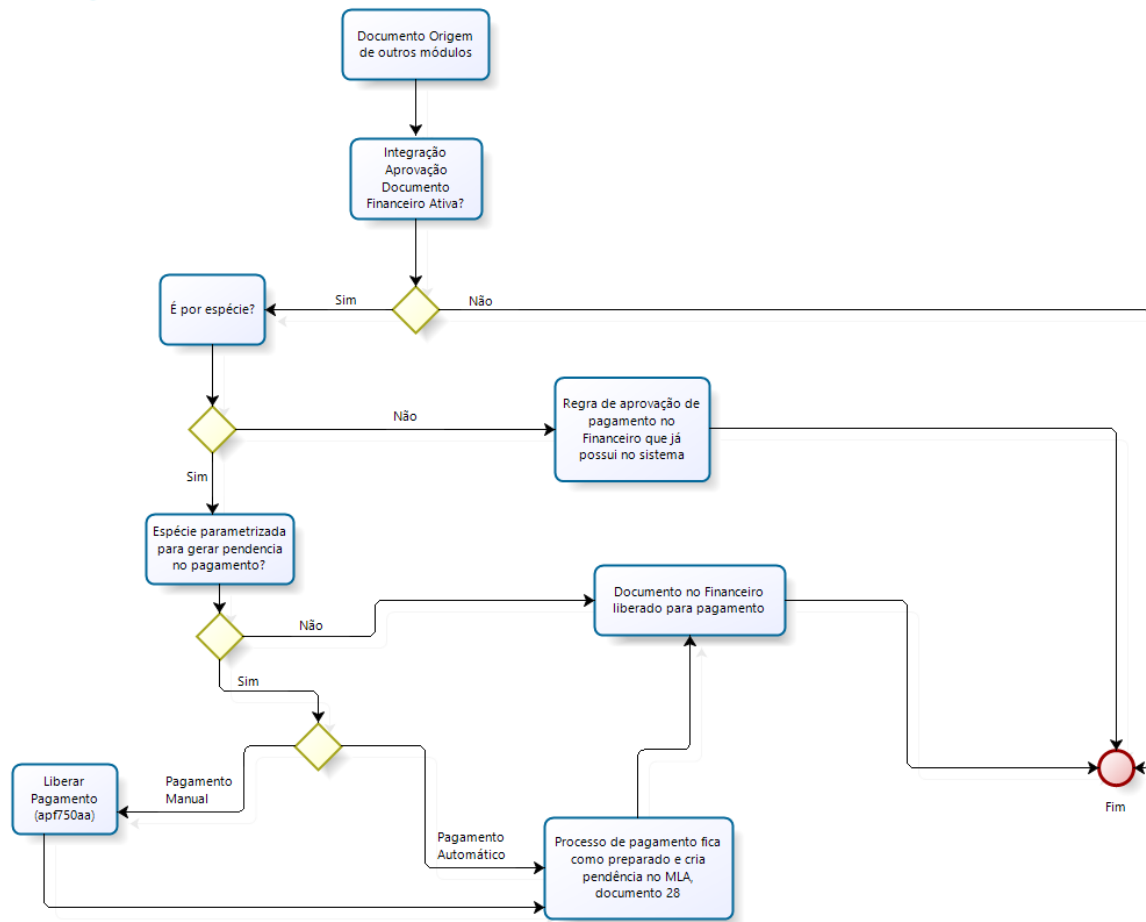 Documento Origem
de outros módulos
Integração
Aprovação
Documento
Financeiro Ativa?
Sim
Não
É por espécie?
Não
Regra de aprovação de
pagamento no
Financeiro que já
possui no sistema
Sim
Espécie parametrizada
para gerar pendencia
no pagamento?
Não
Documento no Financeiro
liberado para pagamento
Sim
Pagamento
Manual
Liberar
Pagamento
(apf750aa)
Pagamento
Automático
Processo de pagamento fica
como preparado e cria
pendência no MLA,
documento 28
Fim